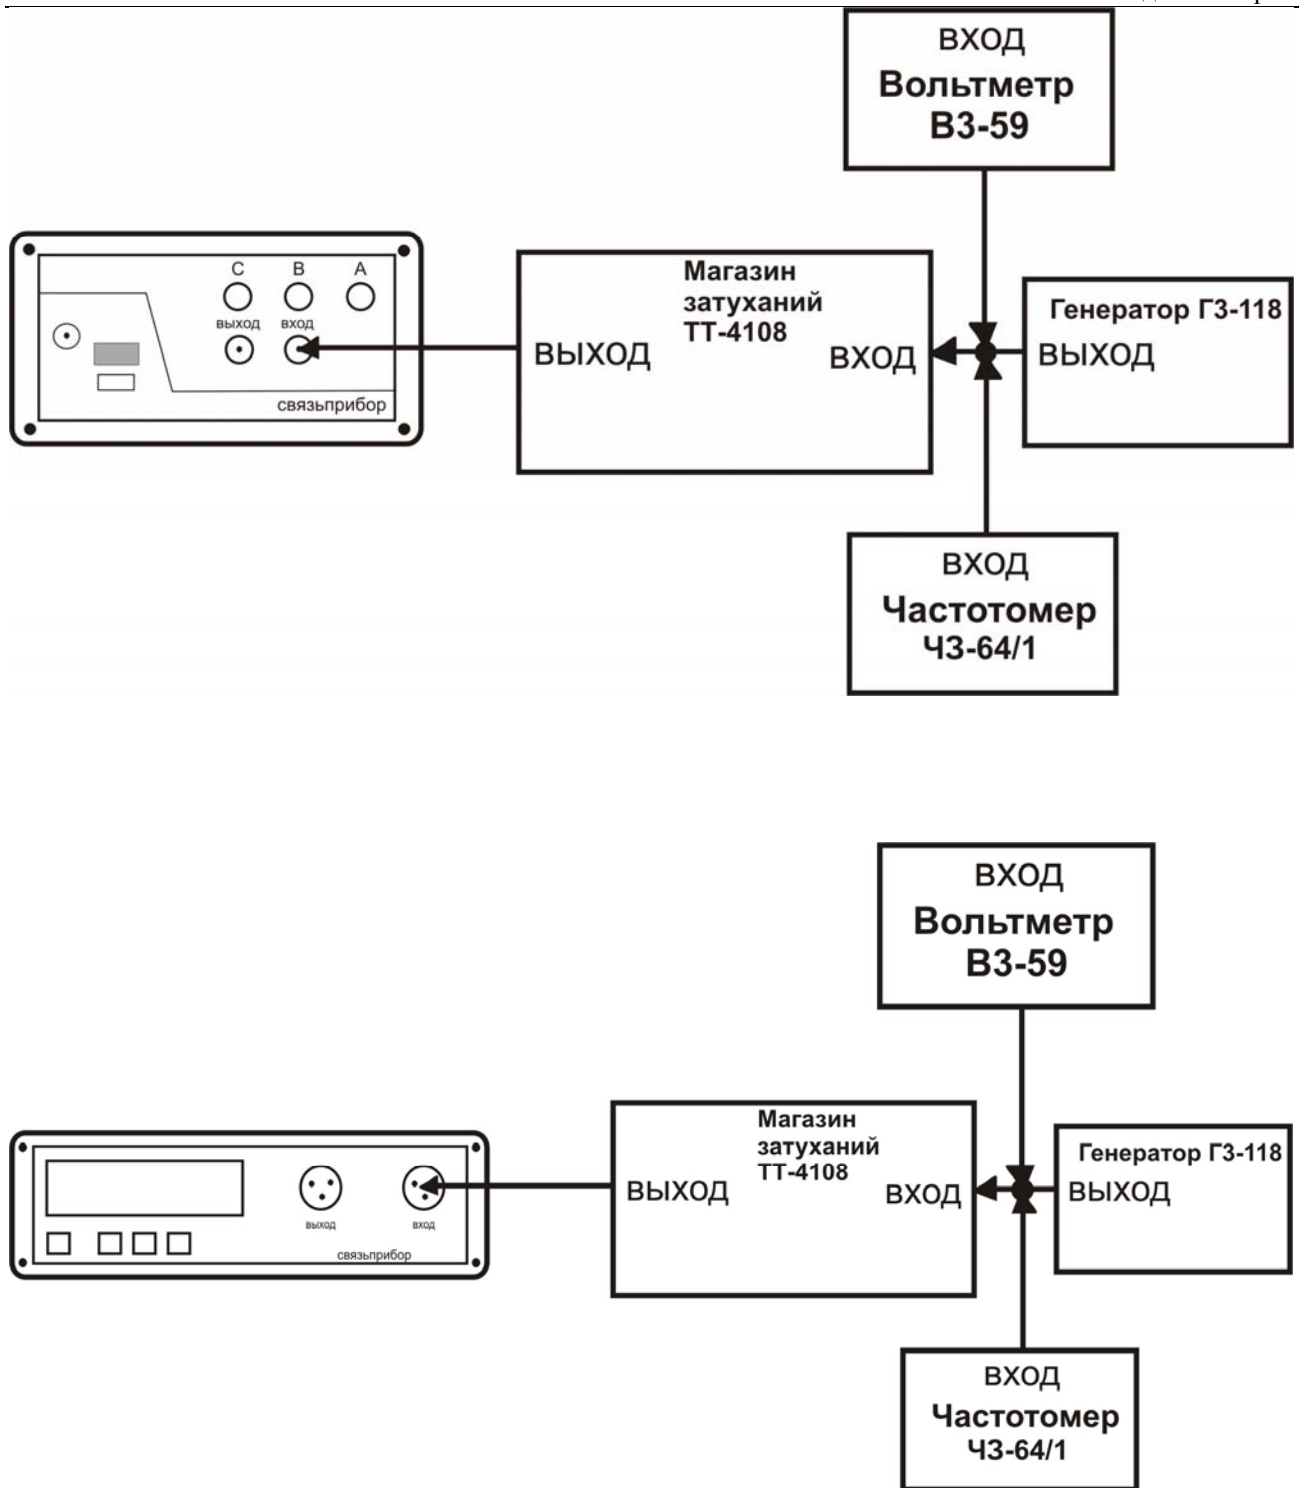 ВХОД
Вольтметр
В3-59
C B A
выход вход
связьприбор
Магазин
затуханий
ТТ-4108
ВЫХОД
ВХОД
Генератор Г3-118
ВЫХОД
ВХОД
Частотомер
Ч3-64/1
ВХОД
Вольтметр
В3-59
выход вход
связьприбор
Магазин
затуханий
ТТ-4108
ВЫХОД
ВХОД
Генератор Г3-118
ВЫХОД
ВХОД
Частотомер
Ч3-64/1